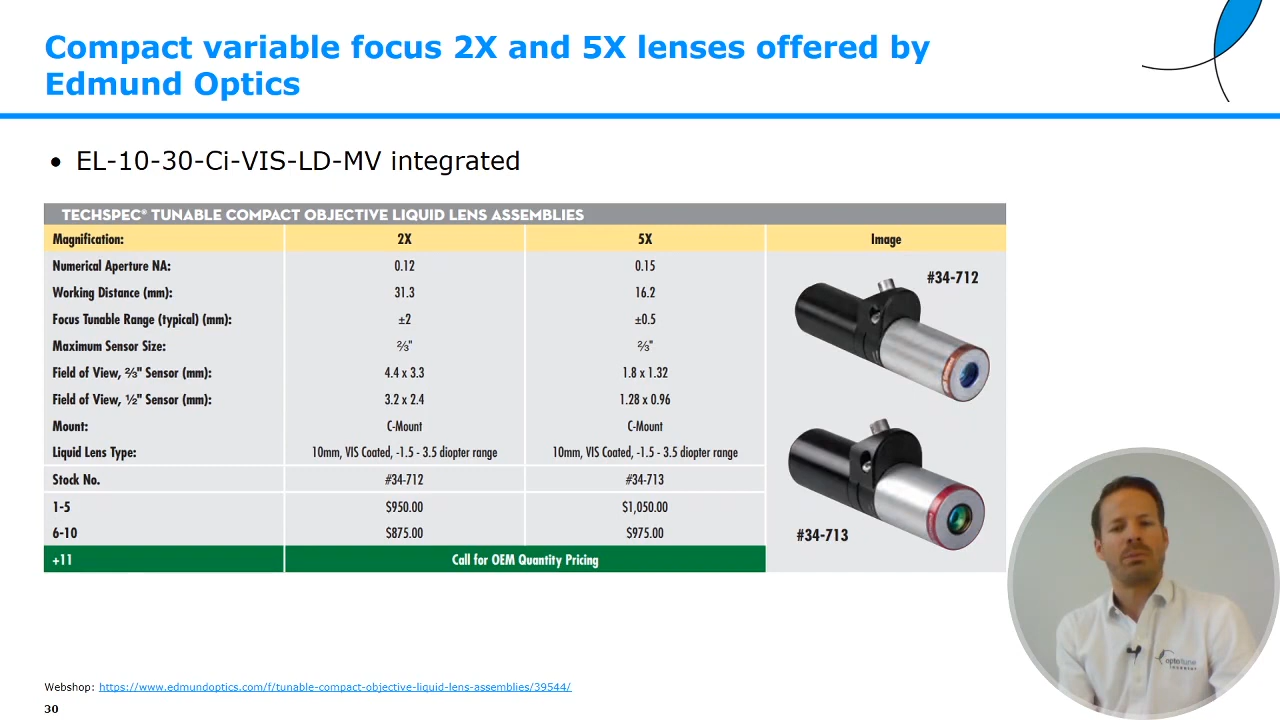 Compact variable focus 2X and 5X lenses offered by
Edmund Optics
• EL-10-30-Ci-VIS-LD-MV integrated
TECHSPEC® TUNABLE COMPACT OBJECTIVE LIQUID LENS ASSEMBLIES
Magnification: 2X 5X Image
Numerical Aperture NA: 0.12 0.15
#34-712
Working Distance (mm): 31.3 16.2
Focus Tunable Range (typical) (mm): ±2 ±0.5
Maximum Sensor Size: ⅔" ⅔"
Field of View, ⅔" Sensor (mm): 4.4 x 3.3 1.8 x 1.32
Field of View, ½" Sensor (mm): 3.2 x 2.4 1.28 x 0.96
Mount: C-Mount C-Mount
Liquid Lens Type: 10mm, VIS Coated, -1.5 - 3.5 diopter range 10mm, VIS Coated, -1.5 - 3.5 diopter range
Stock No. #34-712 #34-713
1-5 $950.00 $1,050.00
6-10 $875.00 $975.00
#34-713
+11 Call for OEM Quantity Pricing
optotune
Webshop: https://www.edmundoptics.com/f/tunable-compact-objective-liquid-lens-assemblies/39544/
30